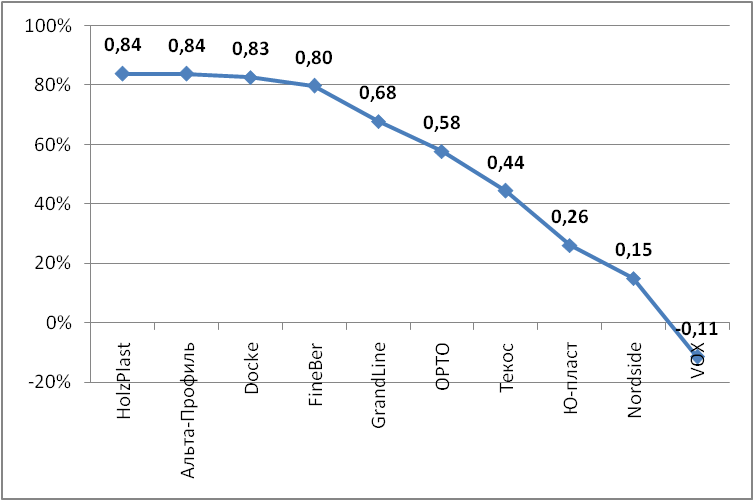 100%
80%
60%
40%
20%
0%
-20%
0,84
0,84
0,83
0,80
0,68
0,58
0,44
0,26
0,15
-0,11
HolzPlast
Альта-Профиль
Docke
FineBer
GrandLine
ОРТО
Текос
Ю-пласт
Nordside
VOX